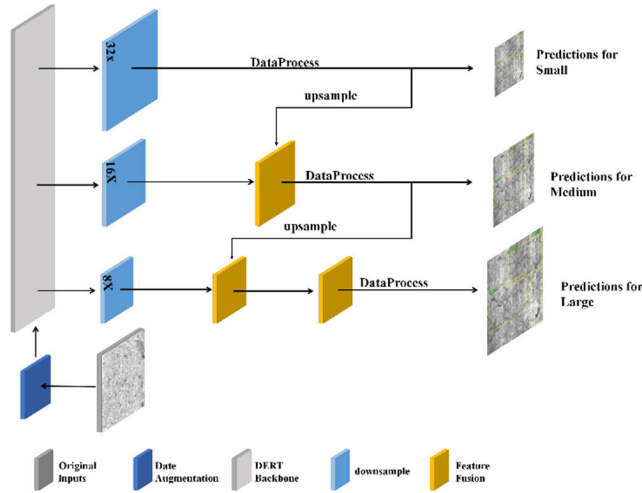 32x
DataProcess
Predictions for
Small
upsample
16X
DataProcess
Predictions for
Medium
upsample
8X
DataProcess
Predictions for
Large
Original
Inputs
Date
Augmentation
DERT
Backbone
downsample
Feature
Fusion